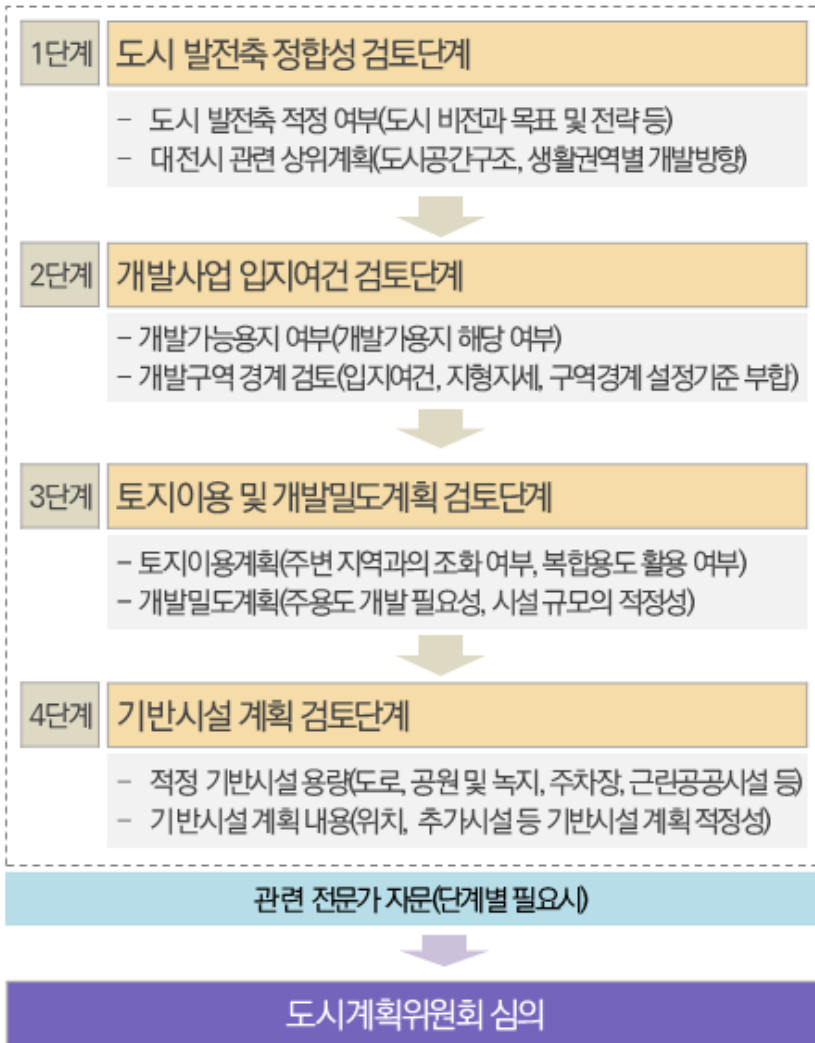 1단계 도시 발전축 정합성 검토단계
- 도시 발전축 적정 여부(도시 비전과 목표 및 전략 등)
- 대전시 관련 상위계획(도시공간구조, 생활권역별 개발방향)
2단계 개발사업 입지여건 검토단계
- 개발가능용지 여부(개발가용지 해당 여부)
- 개발구역 경계 검토(입지여건, 지형지세, 구역경계 설정기준 부합)
3단계 토지이용 및 개발밀도계획 검토단계
- 토지이용계획(주변 지역과의 조화 여부, 복합용도 활용 여부)
- 개발밀도계획(주용도 개발 필요성, 시설 규모의 적정성)
4단계 기반시설 계획 검토단계
- 적정 기반시설 용량(도로, 공원 및 녹지, 주차장, 근린공공시설 등)
- 기반시설 계획 내용(위치, 추가시설 등 기반시설 계획 적정성)
관련 전문가 자문(단계별 필요시)
도시계획위원회 심의